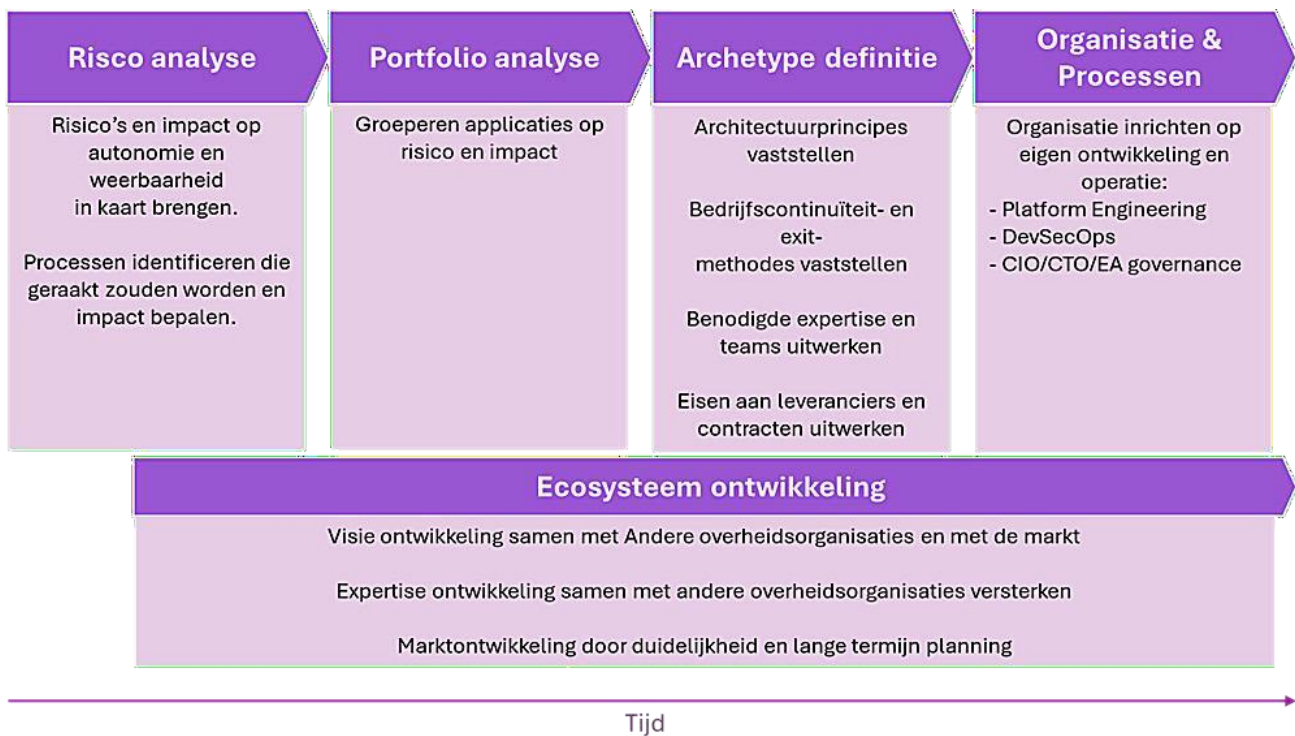 Risico analyse
Risico's en impact op
autonomie en
weerbaarheid
in kaart brengen.
Processen identificeren die
geraakt zouden worden en
impact bepalen.
Portfolio analyse
Groeperen applicaties op
risico en impact
Archetype definitie
Architectuurprincipes
vaststellen
Bedrijfscontinuïteit- en
exit-
methodes vaststellen
Benodigde expertise en
teams uitwerken
Eisen aan leveranciers en
contracten uitwerken
Organisatie &
Processen
Organisatie inrichten op
eigen ontwikkeling en
operatie:
- Platform Engineering
- DevSecOps
- CIO/CTO/EA governance
Ecosysteem ontwikkeling
Visie ontwikkeling samen met Andere overheidsorganisaties en met de markt
Expertise ontwikkeling samen met andere overheidsorganisaties versterken
Marktontwikkeling door duidelijkheid en lange termijn planning
Tijd